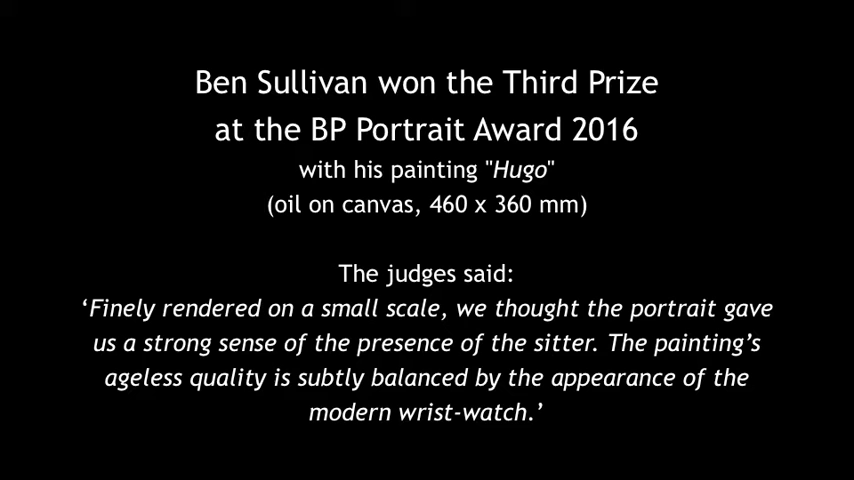 Ben Sullivan won the Third Prize
at the BP Portrait Award 2016
with his painting "Hugo"
(oil on canvas, 460 x 360 mm)
The judges said:
‘Finely rendered on a small scale, we thought the portrait gave
us a strong sense of the presence of the sitter. The painting’s
ageless quality is subtly balanced by the appearance of the
modern wrist-watch.’